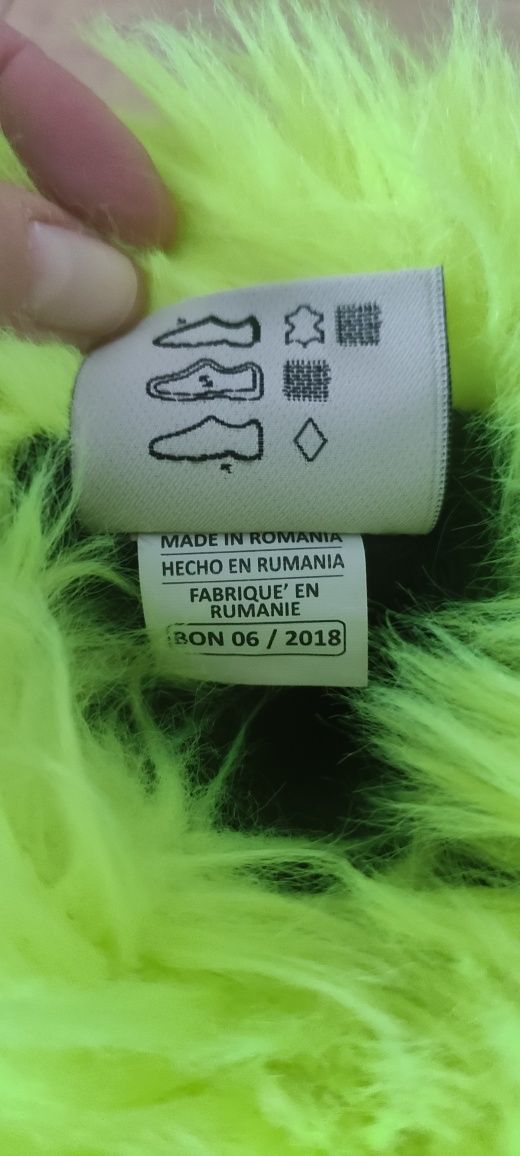 MADE IN ROMANIA
HECHO EN RUMANIA
FABRIQUE' EN
RUMANIE
BON 06 / 2018